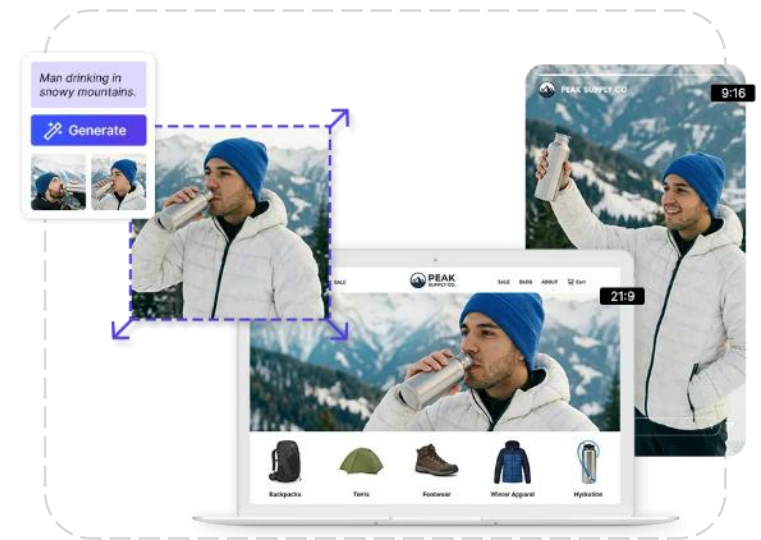 Man drinking in
snowy mountains.
Generate
PEAK SUPPLY CO
9:16
SALE
PEAK
SUPPLY CO.
SALE BLOG ABOUT Cart
21:9
Backpacks Tents Footwear Winter Apparel Hydration